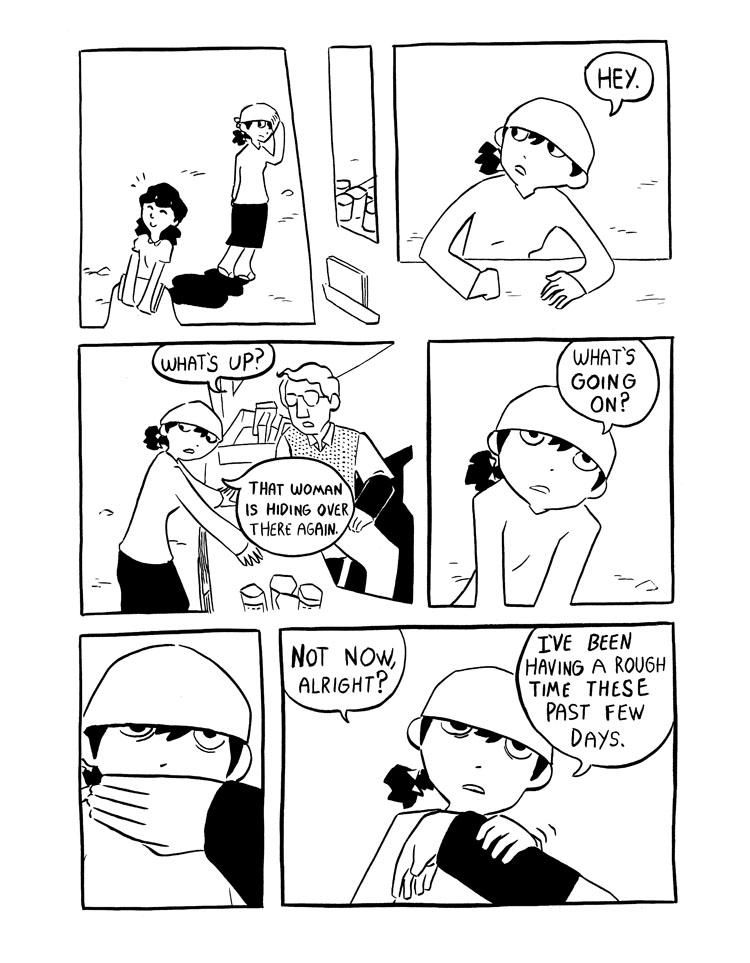 HEY.
WHAT'S UP?
THAT WOMAN
IS HIDING OVER
THERE AGAIN.
WHAT'S
GOING
ON?
NOT NOW,
ALRIGHT?
I'VE BEEN
HAVING A ROUGH
TIME THESE
PAST FEW
DAYS.